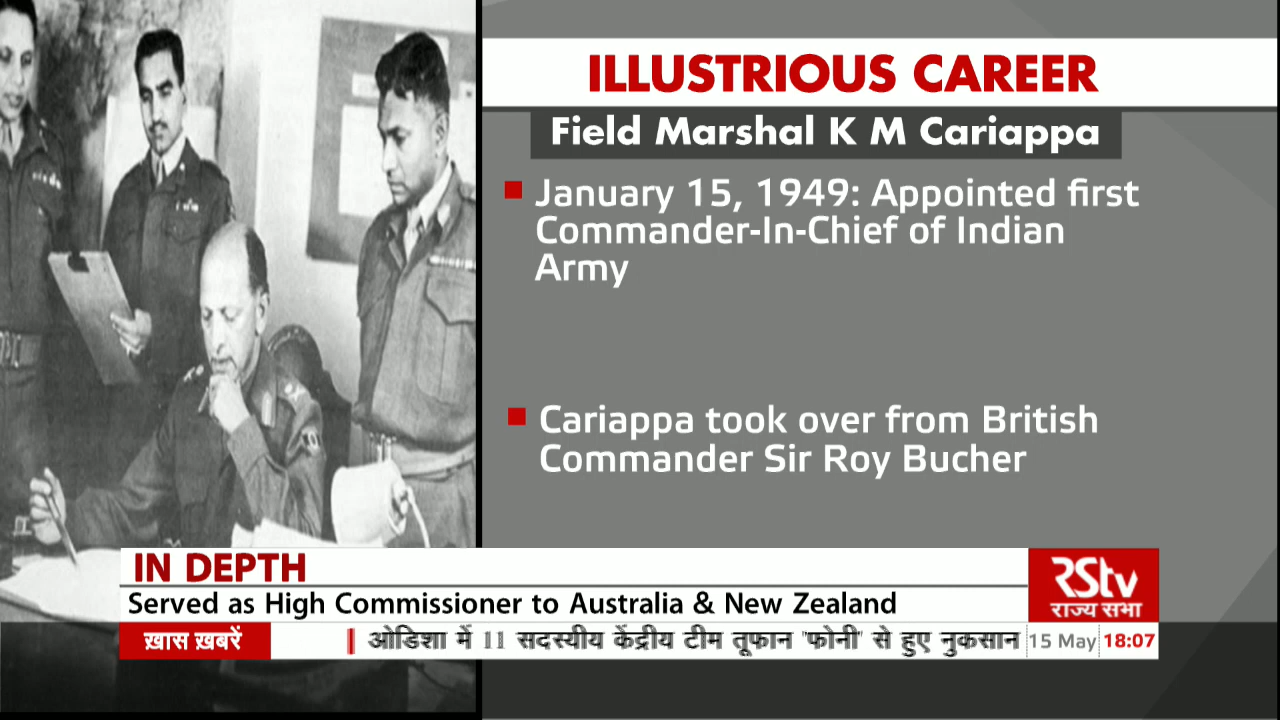 ILLUSTRIOUS CAREER
Field Marshal K M Cariappa
January 15, 1949: Appointed first
Commander-In-Chief of Indian
Army
Cariappa took over from British
Commander Sir Roy Bucher
IN DEPTH
Served as High Commissioner to Australia & New Zealand
RStv
राज्य सभा
ख़ास ख़बरें
ओडिशा में 11 सदस्यीय केंद्रीय टीम तूफान "फोनी" से हुए नुकसान
15 May 18:07